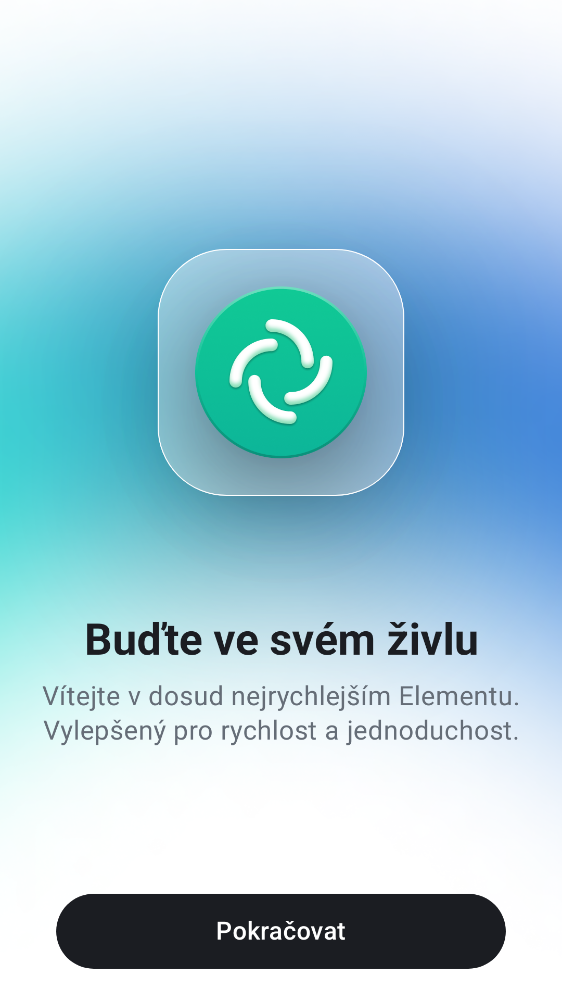 Buďte ve svém živlu
Vítejte v dosud nejrychlejším Elementu.
Vylepšený pro rychlost a jednoduchost.
Pokračovat